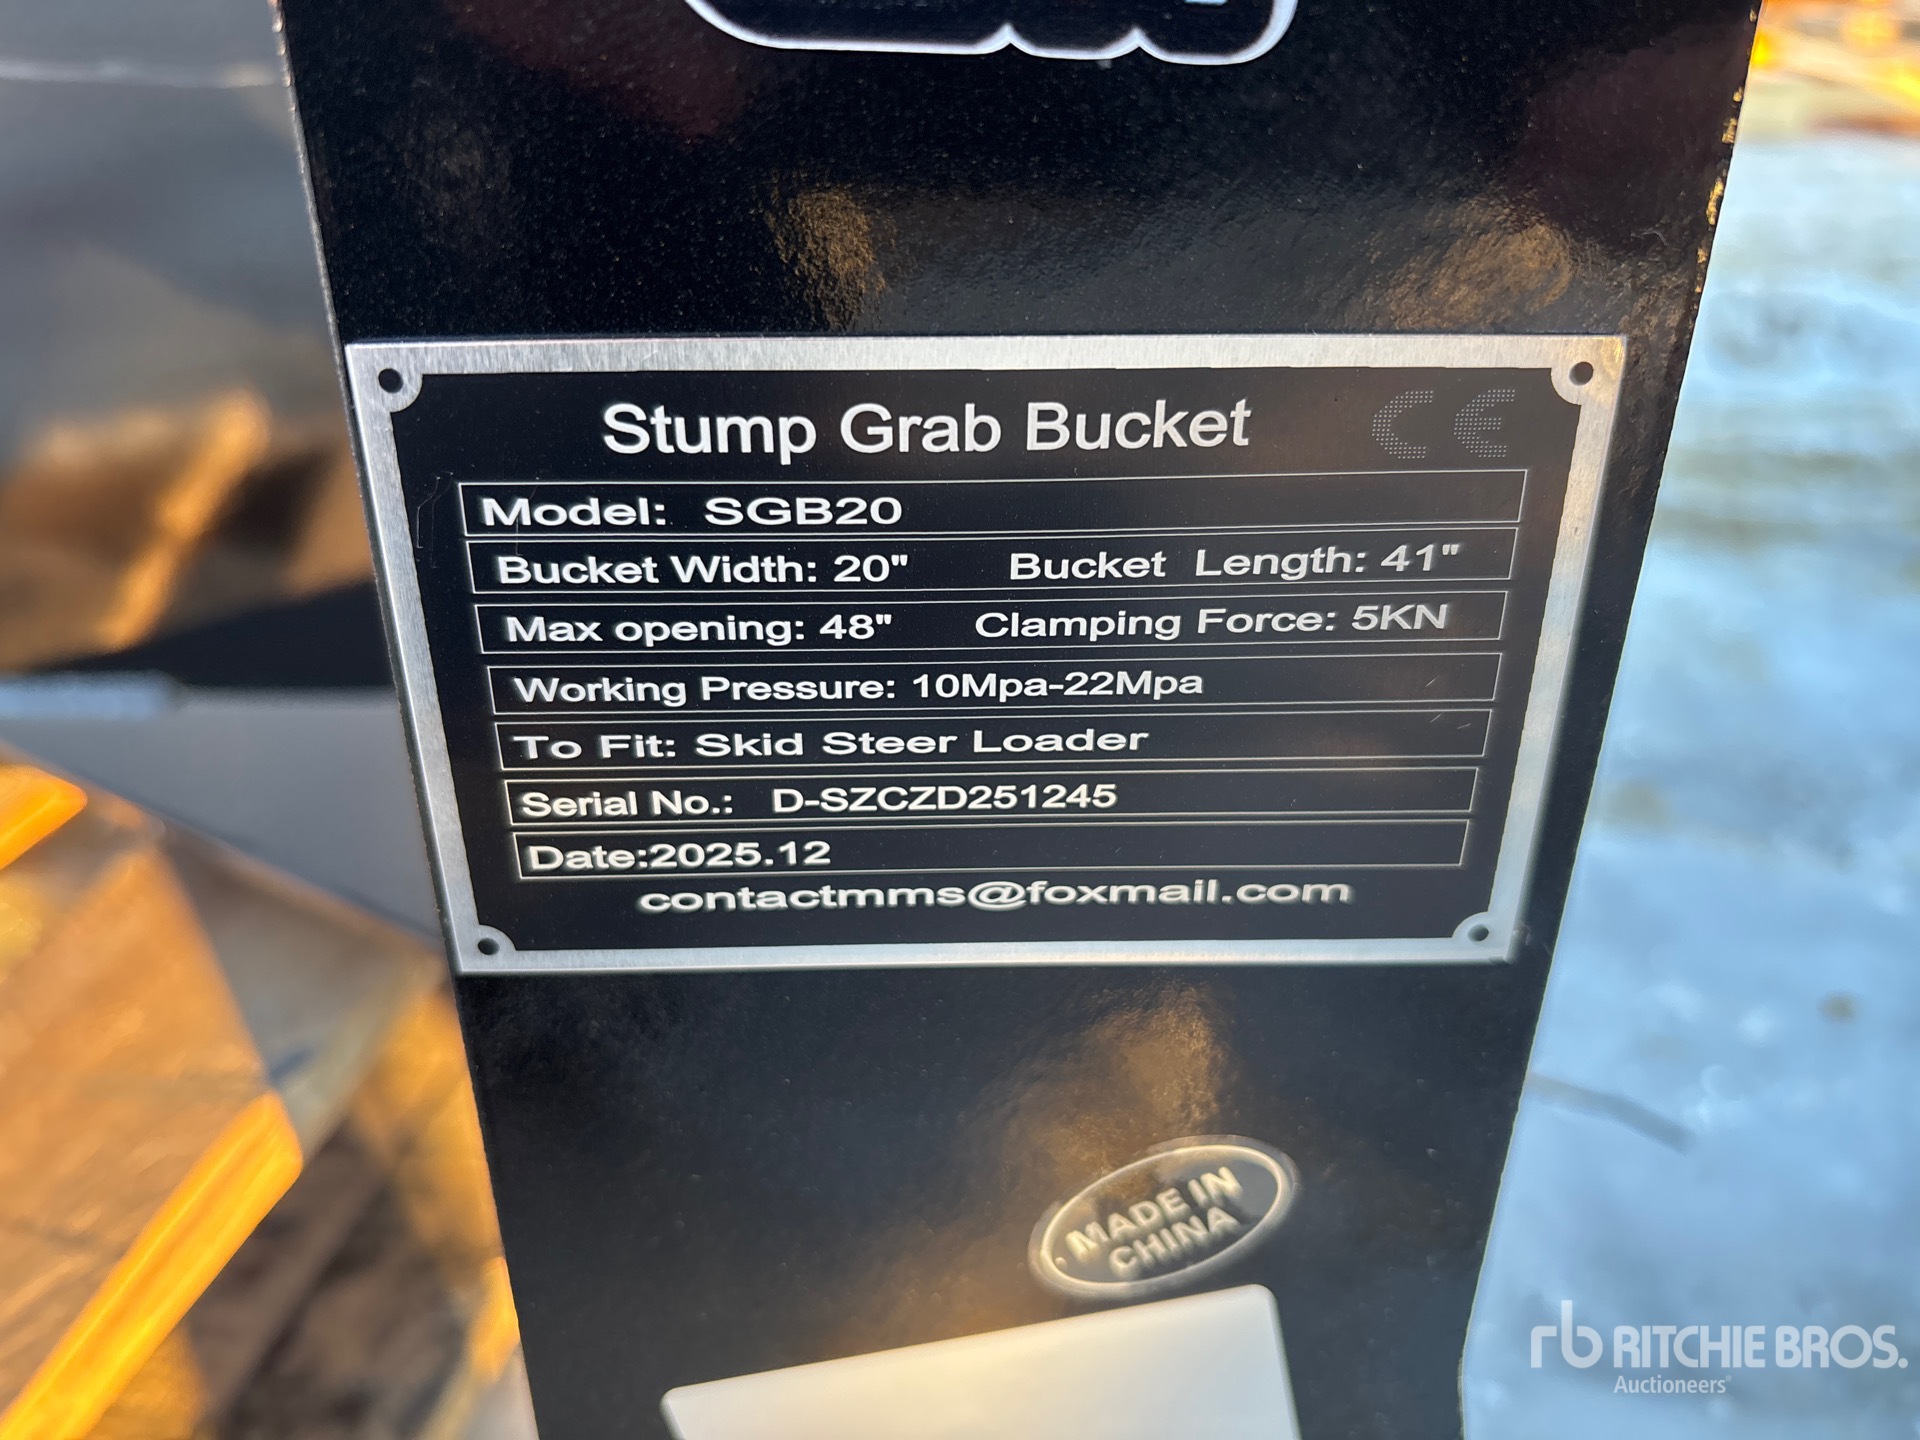 Stump Grab Bucket CE
Model: SGB20
Bucket Width: 20" Bucket Length: 41"
Max opening: 48" Clamping Force: 5KN
Working Pressure: 10Mpa-22Mpa
To Fit: Skid Steer Loader
Serial No.: D-SZCZD251245
Date:2025.12
contactmms@foxmail.com
MADE IN
CHINA
rb RITCHIE BROS.
Auctioneers